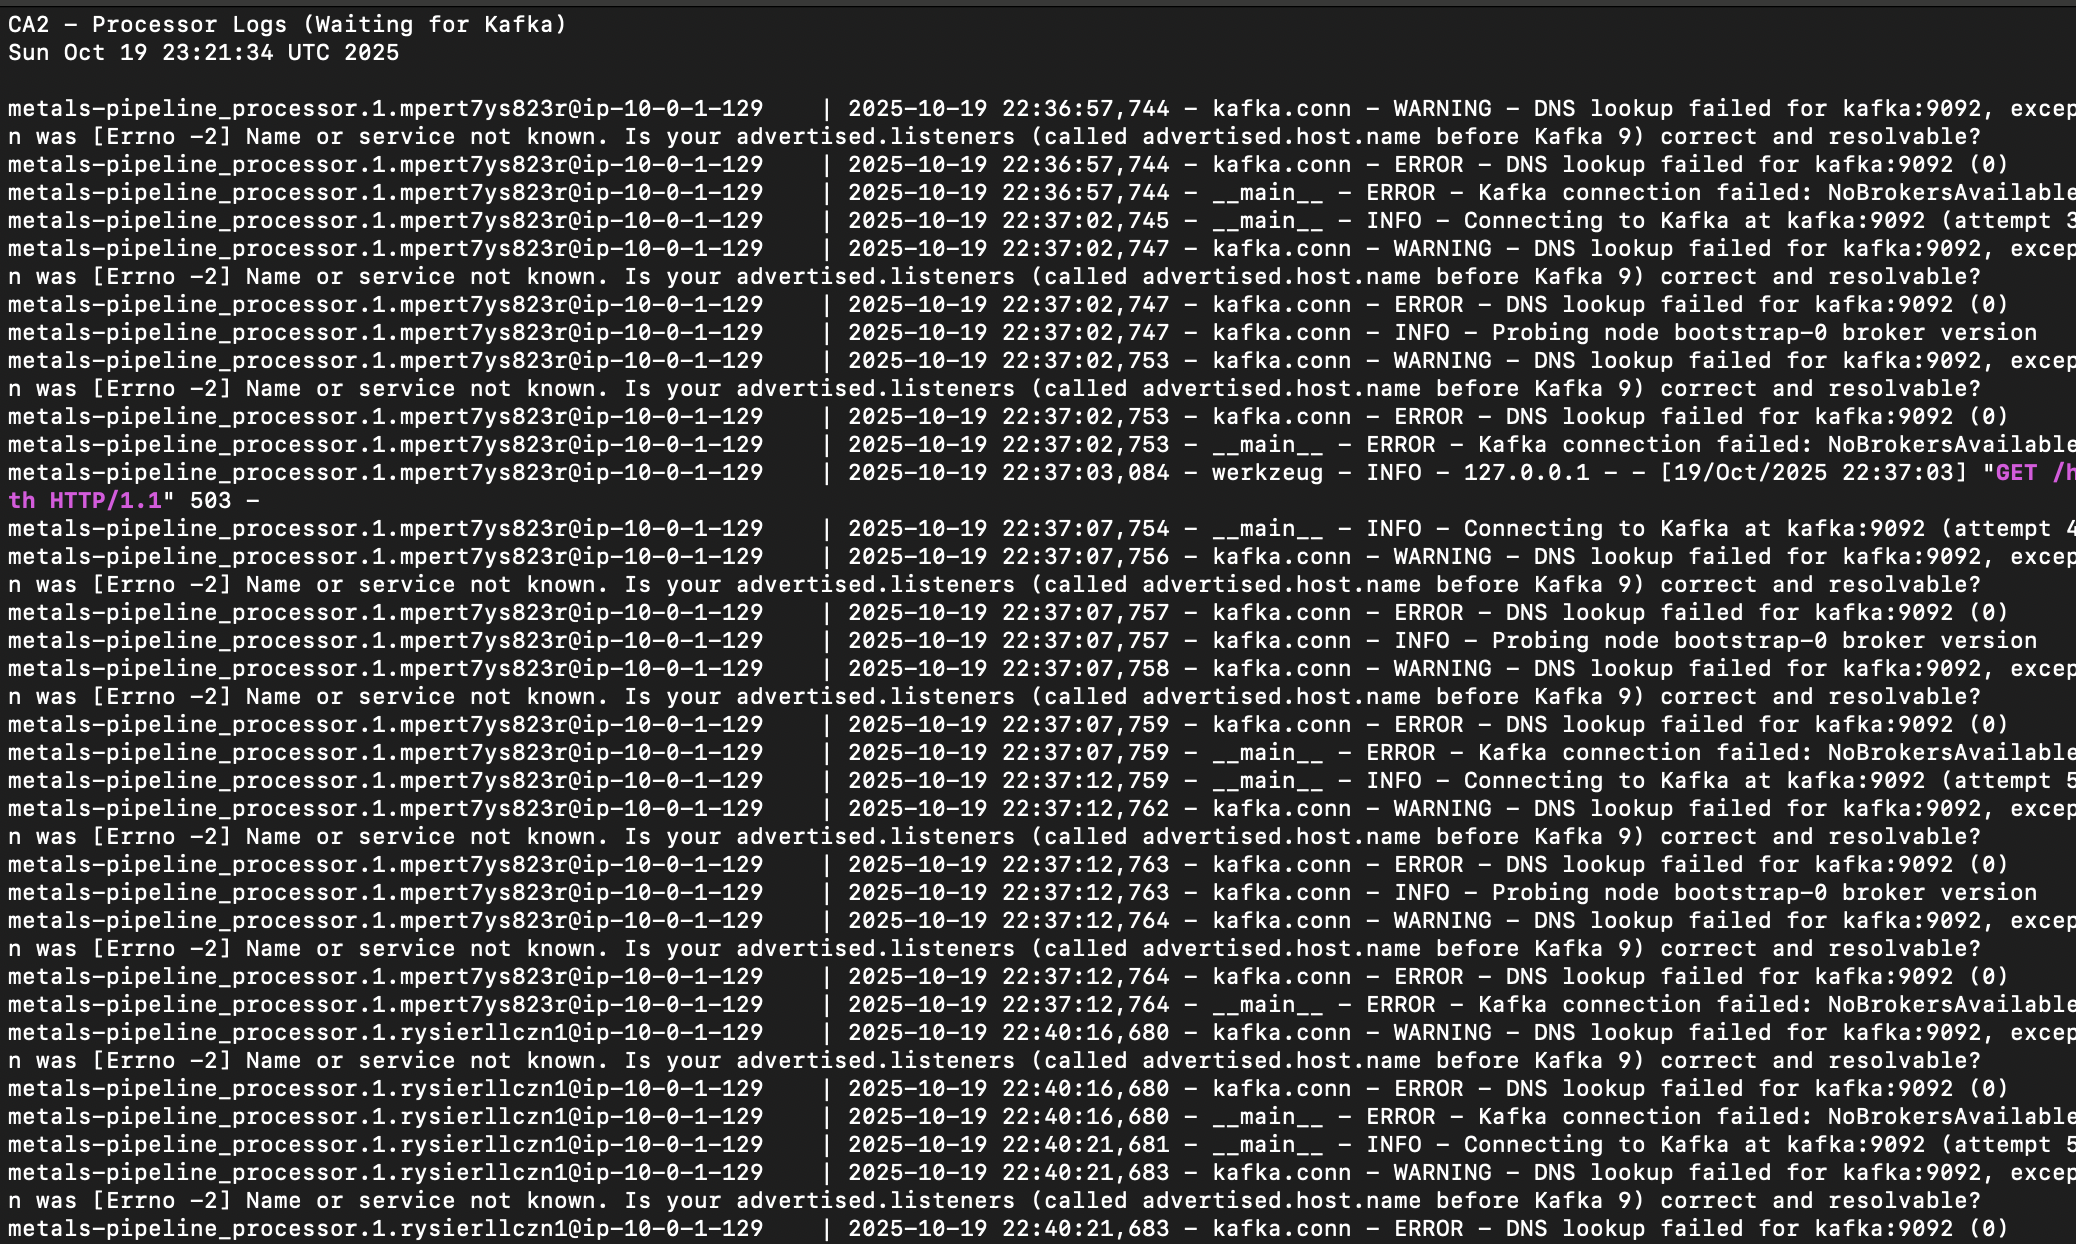 CA2 - Processor Logs (Waiting for Kafka)
Sun Oct 19 23:21:34 UTC 2025
metals-pipeline_processor.1.mpert7ys823r@ip-10-0-1-129    | 2025-10-19 22:36:57,744 - kafka.conn - WARNING - DNS lookup failed for kafka:9092, excep
n was [Errno -2] Name or service not known. Is your advertised.listeners (called advertised.host.name before Kafka 9) correct and resolvable?
metals-pipeline_processor.1.mpert7ys823r@ip-10-0-1-129    | 2025-10-19 22:36:57,744 - kafka.conn - ERROR - DNS lookup failed for kafka:9092 (0)
metals-pipeline_processor.1.mpert7ys823r@ip-10-0-1-129    | 2025-10-19 22:36:57,744 - __main__ - ERROR - Kafka connection failed: NoBrokersAvailable
metals-pipeline_processor.1.mpert7ys823r@ip-10-0-1-129    | 2025-10-19 22:37:02,745 - __main__ - INFO - Connecting to Kafka at kafka:9092 (attempt 3
metals-pipeline_processor.1.mpert7ys823r@ip-10-0-1-129    | 2025-10-19 22:37:02,747 - kafka.conn - WARNING - DNS lookup failed for kafka:9092, excep
n was [Errno -2] Name or service not known. Is your advertised.listeners (called advertised.host.name before Kafka 9) correct and resolvable?
metals-pipeline_processor.1.mpert7ys823r@ip-10-0-1-129    | 2025-10-19 22:37:02,747 - kafka.conn - ERROR - DNS lookup failed for kafka:9092 (0)
metals-pipeline_processor.1.mpert7ys823r@ip-10-0-1-129    | 2025-10-19 22:37:02,747 - kafka.conn - INFO - Probing node bootstrap-0 broker version
metals-pipeline_processor.1.mpert7ys823r@ip-10-0-1-129    | 2025-10-19 22:37:02,753 - kafka.conn - WARNING - DNS lookup failed for kafka:9092, excep
n was [Errno -2] Name or service not known. Is your advertised.listeners (called advertised.host.name before Kafka 9) correct and resolvable?
metals-pipeline_processor.1.mpert7ys823r@ip-10-0-1-129    | 2025-10-19 22:37:02,753 - kafka.conn - ERROR - DNS lookup failed for kafka:9092 (0)
metals-pipeline_processor.1.mpert7ys823r@ip-10-0-1-129    | 2025-10-19 22:37:02,753 - __main__ - ERROR - Kafka connection failed: NoBrokersAvailable
metals-pipeline_processor.1.mpert7ys823r@ip-10-0-1-129    | 2025-10-19 22:37:03,084 - werkzeug - INFO - 127.0.0.1 - - [19/Oct/2025 22:37:03] "GET /h
th HTTP/1.1" 503 -
metals-pipeline_processor.1.mpert7ys823r@ip-10-0-1-129    | 2025-10-19 22:37:07,754 - __main__ - INFO - Connecting to Kafka at kafka:9092 (attempt 4
metals-pipeline_processor.1.mpert7ys823r@ip-10-0-1-129    | 2025-10-19 22:37:07,756 - kafka.conn - WARNING - DNS lookup failed for kafka:9092, excep
n was [Errno -2] Name or service not known. Is your advertised.listeners (called advertised.host.name before Kafka 9) correct and resolvable?
metals-pipeline_processor.1.mpert7ys823r@ip-10-0-1-129    | 2025-10-19 22:37:07,757 - kafka.conn - ERROR - DNS lookup failed for kafka:9092 (0)
metals-pipeline_processor.1.mpert7ys823r@ip-10-0-1-129    | 2025-10-19 22:37:07,757 - kafka.conn - INFO - Probing node bootstrap-0 broker version
metals-pipeline_processor.1.mpert7ys823r@ip-10-0-1-129    | 2025-10-19 22:37:07,758 - kafka.conn - WARNING - DNS lookup failed for kafka:9092, excep
n was [Errno -2] Name or service not known. Is your advertised.listeners (called advertised.host.name before Kafka 9) correct and resolvable?
metals-pipeline_processor.1.mpert7ys823r@ip-10-0-1-129    | 2025-10-19 22:37:07,759 - kafka.conn - ERROR - DNS lookup failed for kafka:9092 (0)
metals-pipeline_processor.1.mpert7ys823r@ip-10-0-1-129    | 2025-10-19 22:37:07,759 - __main__ - ERROR - Kafka connection failed: NoBrokersAvailable
metals-pipeline_processor.1.mpert7ys823r@ip-10-0-1-129    | 2025-10-19 22:37:12,759 - __main__ - INFO - Connecting to Kafka at kafka:9092 (attempt 5
metals-pipeline_processor.1.mpert7ys823r@ip-10-0-1-129    | 2025-10-19 22:37:12,762 - kafka.conn - WARNING - DNS lookup failed for kafka:9092, excep
n was [Errno -2] Name or service not known. Is your advertised.listeners (called advertised.host.name before Kafka 9) correct and resolvable?
metals-pipeline_processor.1.mpert7ys823r@ip-10-0-1-129    | 2025-10-19 22:37:12,763 - kafka.conn - ERROR - DNS lookup failed for kafka:9092 (0)
metals-pipeline_processor.1.mpert7ys823r@ip-10-0-1-129    | 2025-10-19 22:37:12,763 - kafka.conn - INFO - Probing node bootstrap-0 broker version
metals-pipeline_processor.1.mpert7ys823r@ip-10-0-1-129    | 2025-10-19 22:37:12,764 - kafka.conn - WARNING - DNS lookup failed for kafka:9092, excep
n was [Errno -2] Name or service not known. Is your advertised.listeners (called advertised.host.name before Kafka 9) correct and resolvable?
metals-pipeline_processor.1.mpert7ys823r@ip-10-0-1-129    | 2025-10-19 22:37:12,764 - kafka.conn - ERROR - DNS lookup failed for kafka:9092 (0)
metals-pipeline_processor.1.mpert7ys823r@ip-10-0-1-129    | 2025-10-19 22:37:12,764 - __main__ - ERROR - Kafka connection failed: NoBrokersAvailable
metals-pipeline_processor.1.rysierllczn1@ip-10-0-1-129    | 2025-10-19 22:40:16,680 - kafka.conn - WARNING - DNS lookup failed for kafka:9092, excep
n was [Errno -2] Name or service not known. Is your advertised.listeners (called advertised.host.name before Kafka 9) correct and resolvable?
metals-pipeline_processor.1.rysierllczn1@ip-10-0-1-129    | 2025-10-19 22:40:16,680 - kafka.conn - ERROR - DNS lookup failed for kafka:9092 (0)
metals-pipeline_processor.1.rysierllczn1@ip-10-0-1-129    | 2025-10-19 22:40:16,680 - __main__ - ERROR - Kafka connection failed: NoBrokersAvailable
metals-pipeline_processor.1.rysierllczn1@ip-10-0-1-129    | 2025-10-19 22:40:21,681 - __main__ - INFO - Connecting to Kafka at kafka:9092 (attempt 5
metals-pipeline_processor.1.rysierllczn1@ip-10-0-1-129    | 2025-10-19 22:40:21,683 - kafka.conn - WARNING - DNS lookup failed for kafka:9092, excep
n was [Errno -2] Name or service not known. Is your advertised.listeners (called advertised.host.name before Kafka 9) correct and resolvable?
metals-pipeline_processor.1.rysierllczn1@ip-10-0-1-129    | 2025-10-19 22:40:21,683 - kafka.conn - ERROR - DNS lookup failed for kafka:9092 (0)